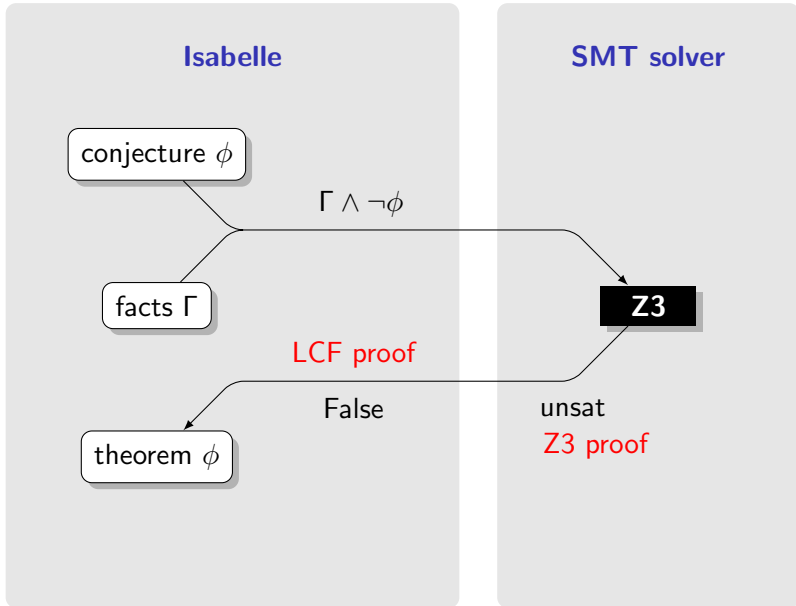 Isabelle
SMT solver
conjecture ϕ
Γ ∧ ¬ϕ
facts Γ
Z3
LCF proof
False
unsat
Z3 proof
theorem ϕ